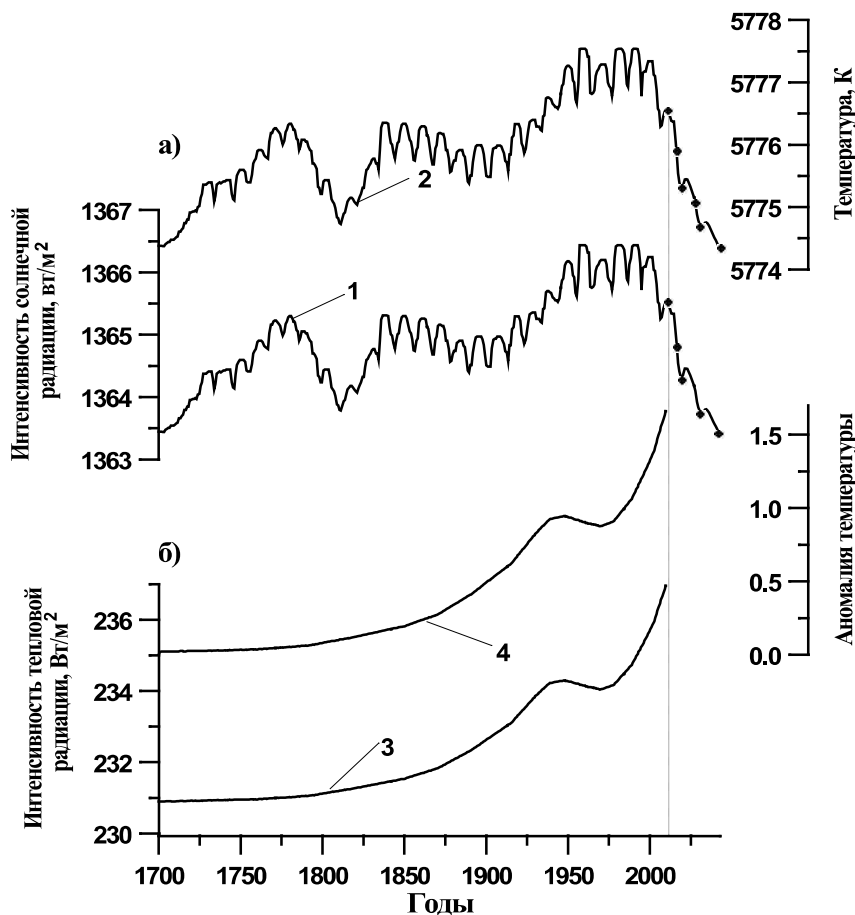 5778
5777
5776
5775
5774
Температура, К
а)
2
1367
1366
1365
1364
1363
Интенсивность солнечной
радиации, вт/м²
1
1.5
1.0
0.5
0.0
Аномалия температуры
б)
236
234
232
230
Интенсивность тепловой
радиации, Вт/м²
4
3
1700 1750 1800 1850 1900 1950 2000
Годы